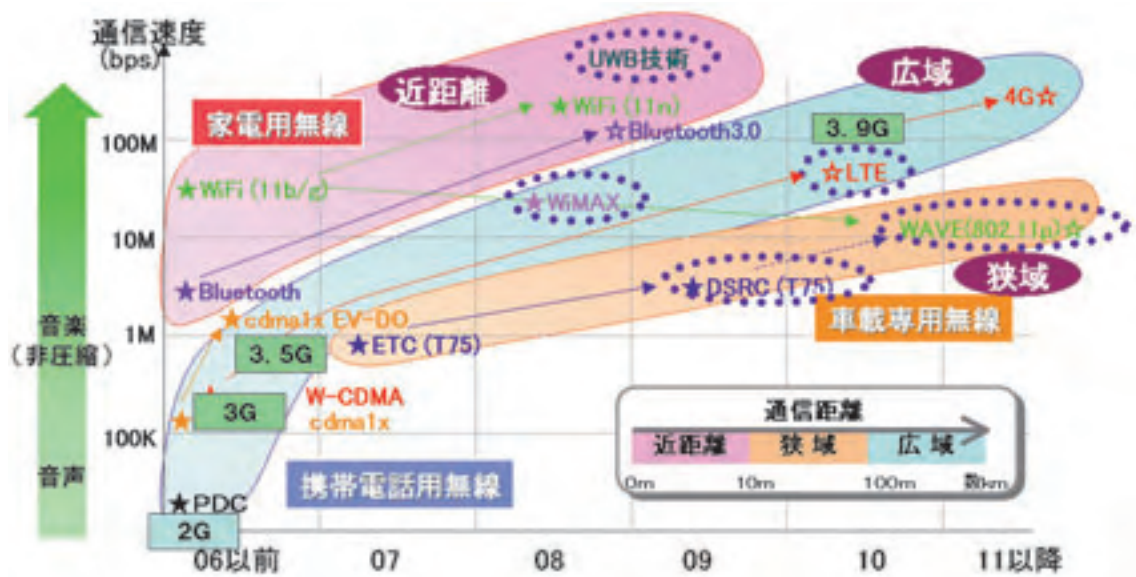 通信速度
(bps)
UWB技術
近距離
広域
家電用無線
WiFi (11n)
4G
100M
Bluetooth3.0
3. 9G
WiFi (11b/g)
LTE
WiMAX
10M
WAVE(802.11p)
Bluetooth
DSRC (T75)
狭域
音楽
(非圧縮)
1M
cdma1x EV-DO
車載専用無線
3. 5G
ETC (T75)
3G
W-CDMA
cdma1x
通信距離
100K
近距離
狭 域
広 域
音声
携帯電話用無線
0m
10m
100m
PDC
2G
06以前
07
08
09
10
11以降